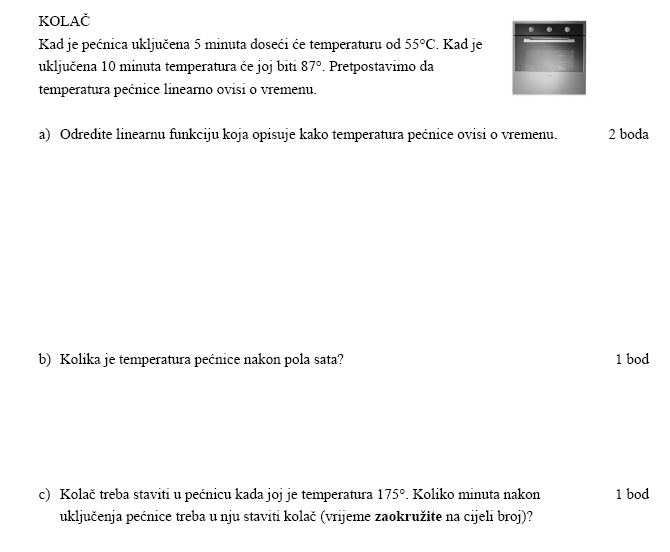 KOLAČ
Kad je pećnica uključena 5 minuta doseći će temperaturu od 55°C. Kad je
uključena 10 minuta temperatura će joj biti 87°. Pretpostavimo da
temperatura pećnice linearno ovisi o vremenu.
a) Odredite linearnu funkciju koja opisuje kako temperatura pećnice ovisi o vremenu. 2 boda
b) Kolika je temperatura pećnice nakon pola sata? 1 bod
c) Kolač treba staviti u pećnicu kada joj je temperatura 175°. Koliko minuta nakon 1 bod
uključenja pećnice treba u nju staviti kolač (vrijeme zaokružite na cijeli broj)?